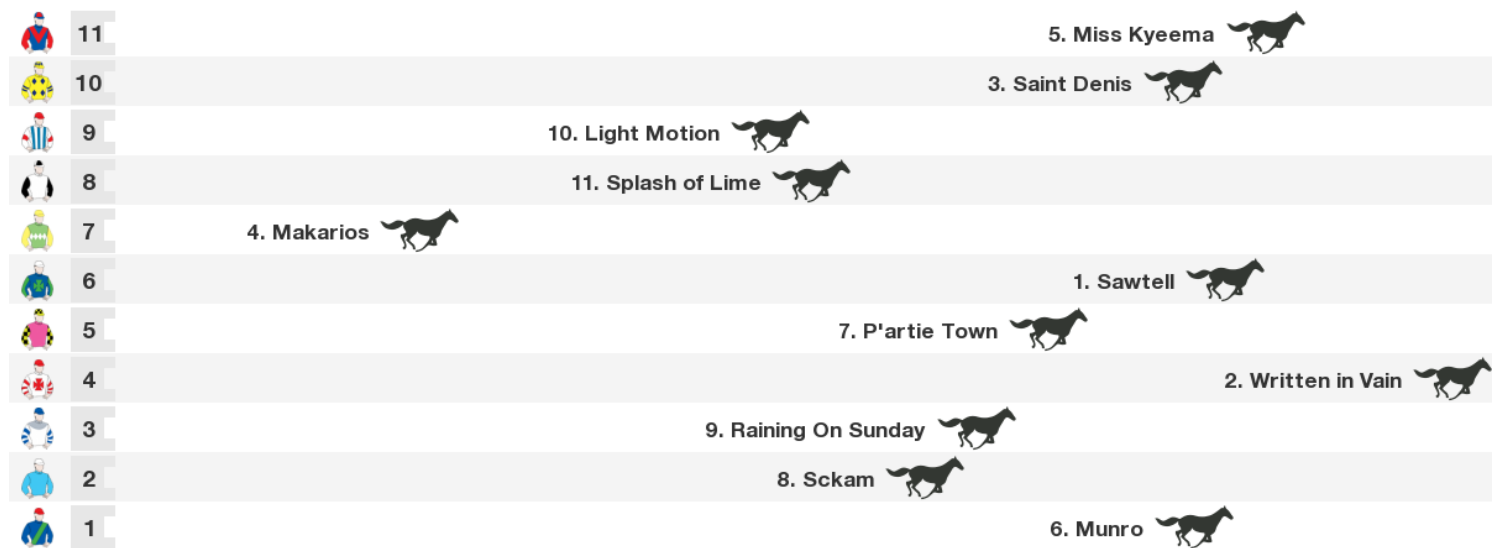 11 5. Miss Kyeema
10 3. Saint Denis
9 10. Light Motion
8 11. Splash of Lime
7 4. Makarios
6 1. Sawtell
5 7. P'artie Town
4 2. Written in Vain
3 9. Raining On Sunday
2 8. Sckam
1 6. Munro